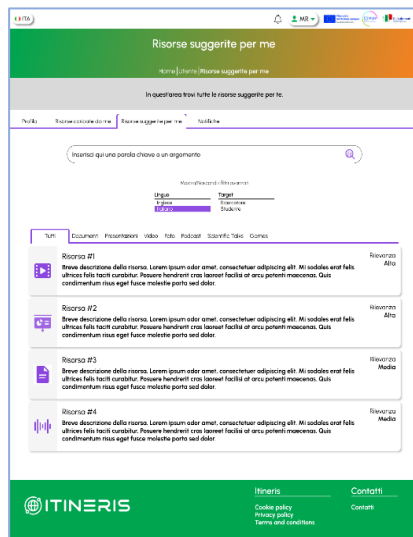 ITA
MR
Risorse suggerite per me
Home | Utente | Risorse suggerite per me
In quest'area trovi tutte le risorse suggerite per te.
Profilo Risorse caricate da me Risorse suggerite per me Notifiche
Inserisci qui una parola chiave o un argomento
Lingua Target
Inglese Ricercatore
Italiano Studente
Tutti Documenti Presentazioni Video Foto Podcast Scientific Talks Games
Risorsa #1 Rilevanza
Alta
Breve descrizione della risorsa. Lorem ipsum odor amet, consectetuer adipiscing elit. Mi sodales erat felis
ultrices felis taciti curabitur. Posuere hendrerit cras laoreet facilisi at arcu potenti maecenas. Quis
condimentum risus eget fusce molestie porta sed dolor.
Risorsa #2 Rilevanza
Alta
Breve descrizione della risorsa. Lorem ipsum odor amet, consectetuer adipiscing elit. Mi sodales erat felis
ultrices felis taciti curabitur. Posuere hendrerit cras laoreet facilisi at arcu potenti maecenas. Quis
condimentum risus eget fusce molestie porta sed dolor.
Risorsa #3 Rilevanza
Media
Breve descrizione della risorsa. Lorem ipsum odor amet, consectetuer adipiscing elit. Mi sodales erat felis
ultrices felis taciti curabitur. Posuere hendrerit cras laoreet facilisi at arcu potenti maecenas. Quis
condimentum risus eget fusce molestie porta sed dolor.
Risorsa #4 Rilevanza
Media
Breve descrizione della risorsa. Lorem ipsum odor amet, consectetuer adipiscing elit. Mi sodales erat felis
ultrices felis taciti curabitur. Posuere hendrerit cras laoreet facilisi at arcu potenti maecenas. Quis
condimentum risus eget fusce molestie porta sed dolor.
ITINERIS
Itineris Contatti
Cookie policy Contatti
Privacy policy
Terms and conditions